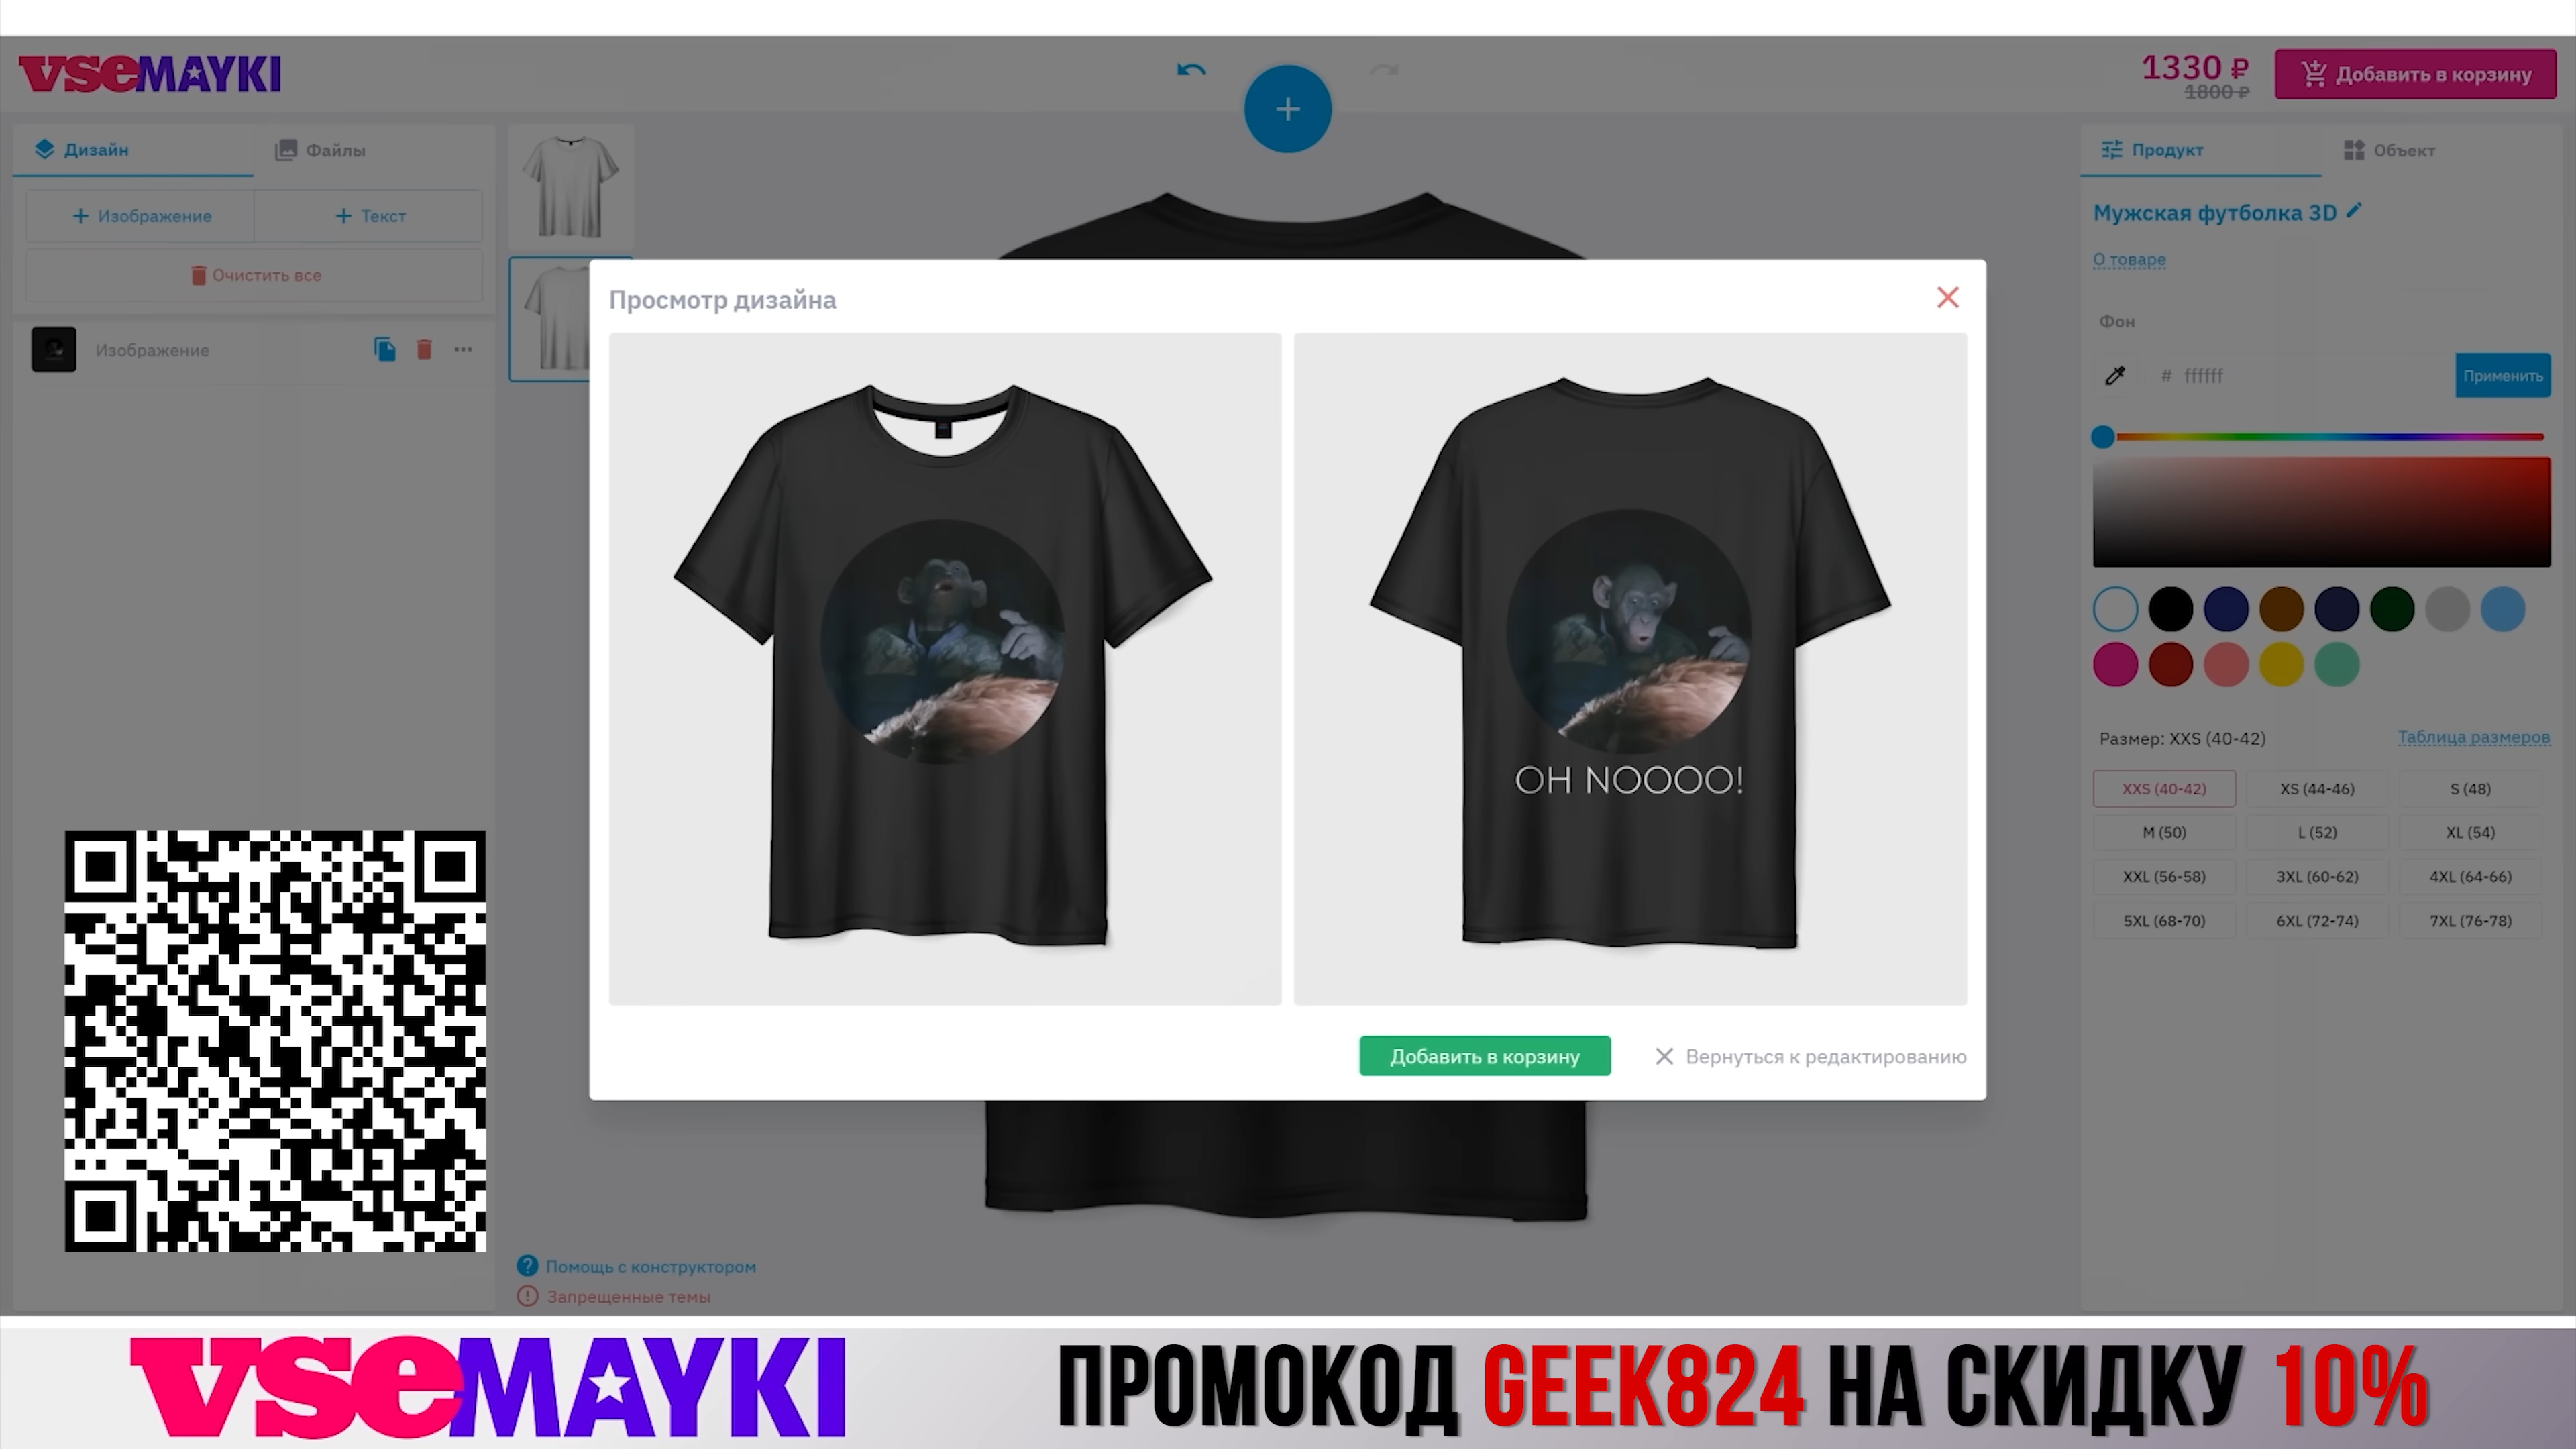 vseMAYKI
1330 ₽
1800 ₽
Добавить в корзину
Дизайн
Файлы
+ Изображение
+ Текст
Очистить все
Изображение
Продукт
Объект
Мужская футболка 3D
О товаре
Фон
# ffffff
Применить
Размер: XXS (40-42)
Таблица размеров
XXS (40-42)
XS (44-46)
S (48)
M (50)
L (52)
XL (54)
XXL (56-58)
3XL (60-62)
4XL (64-66)
5XL (68-70)
6XL (72-74)
7XL (76-78)
Просмотр дизайна
OH NOOOO!
Добавить в корзину
Вернуться к редактированию
Помощь с конструктором
Запрещенные темы
vseMAYKI
ПРОМОКОД GEEK824 НА СКИДКУ 10%